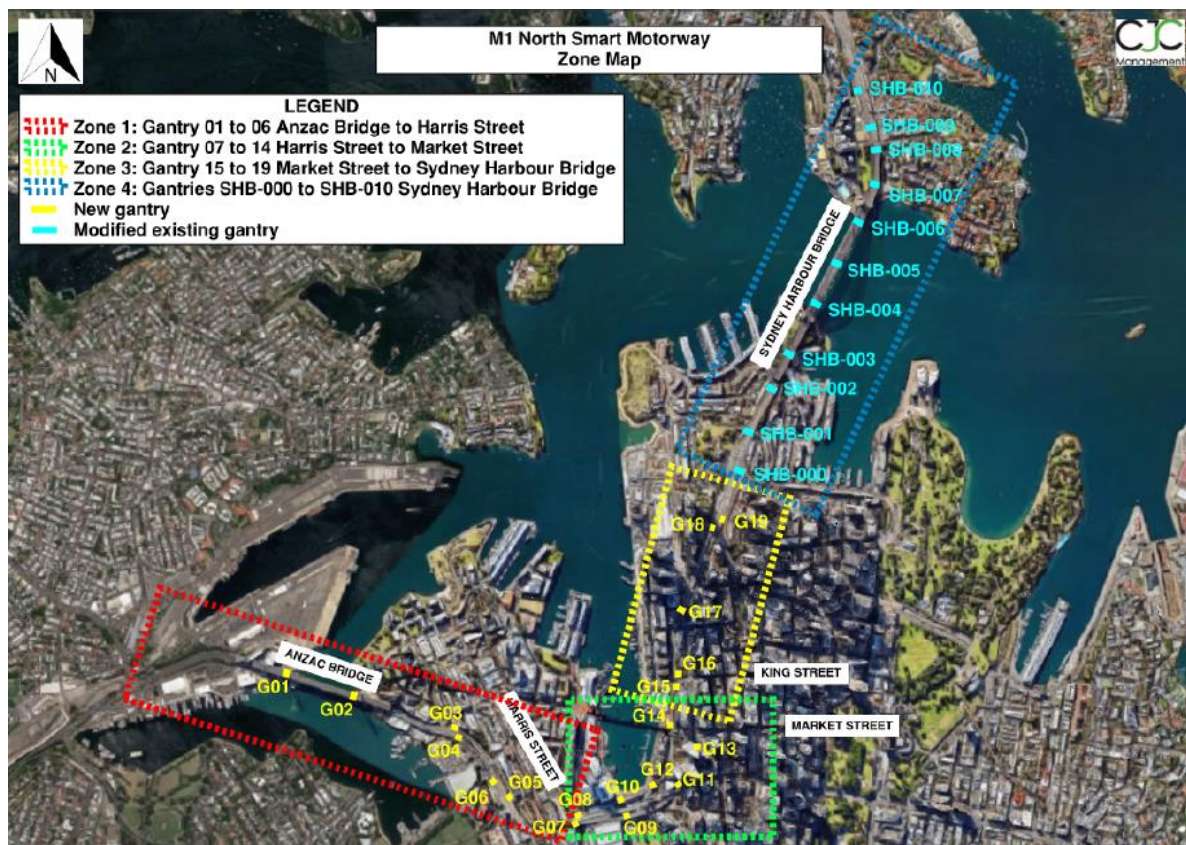 M1 North Smart Motorway
Zone Map
CJC
Management
N
LEGEND
Zone 1: Gantry 01 to 06 Anzac Bridge to Harris Street
Zone 2: Gantry 07 to 14 Harris Street to Market Street
Zone 3: Gantry 15 to 19 Market Street to Sydney Harbour Bridge
Zone 4: Gantries SHB-000 to SHB-010 Sydney Harbour Bridge
New gantry
Modified existing gantry
SHB-010
SHB-009
SHB-008
SHB-007
SHB-006
SHB-005
SHB-004
SHB-003
SHB-002
SHB-001
SHB-000
SYDNEY HARBOUR BRIDGE
G18
G19
G17
G16
G15
KING STREET
ANZAC BRIDGE
G01
G02
G03
G04
HARRIS STREET
G14
MARKET STREET
G13
G05
G06
G12
G11
G10
G08
G07
G09